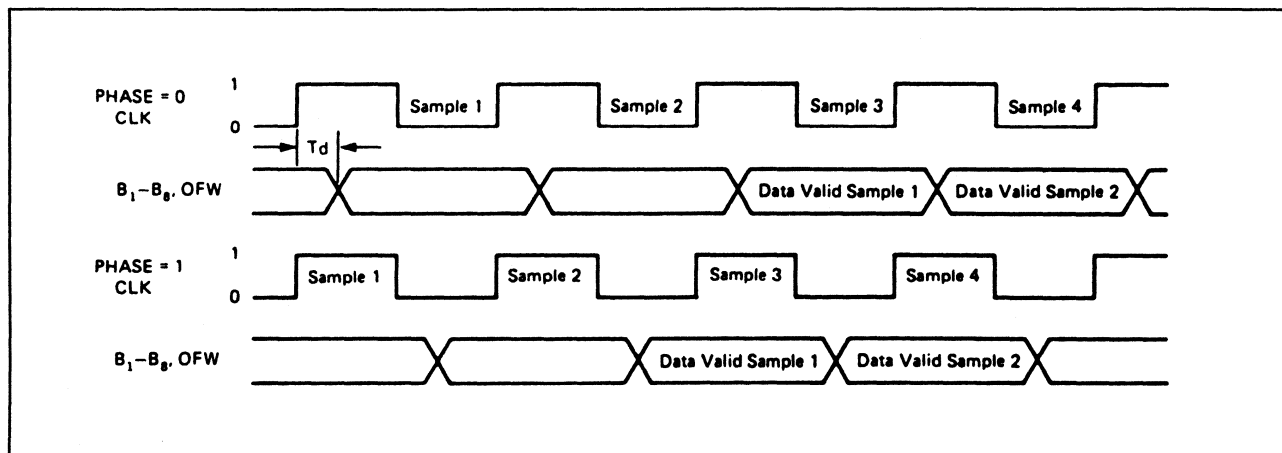 PHASE = 0
CLK
1
0
Sample 1 Sample 2 Sample 3 Sample 4
Td
B₁–B₈, OFW
Data Valid Sample 1 Data Valid Sample 2
PHASE = 1
CLK
1
0
Sample 1 Sample 2 Sample 3 Sample 4
B₁–B₈, OFW
Data Valid Sample 1 Data Valid Sample 2